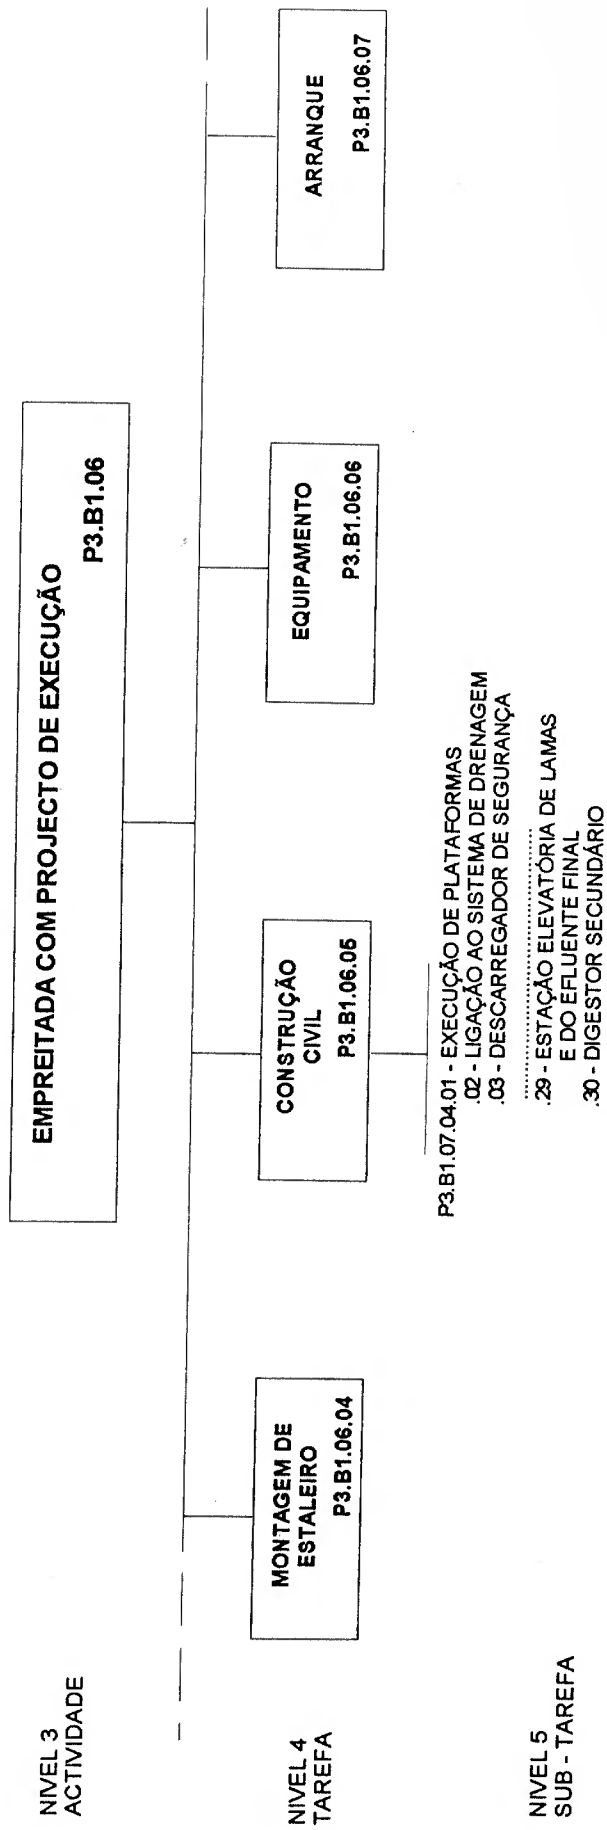 NIVEL 3
ACTIVIDADE
EMPREITADA COM PROJECTO DE EXECUÇÃO
P3.B1.06
NIVEL 4
TAREFA
MONTAGEM DE
ESTALEIRO
P3.B1.06.04
CONSTRUÇÃO
CIVIL
P3.B1.06.05
EQUIPAMENTO
P3.B1.06.06
ARRANQUE
P3.B1.06.07
NIVEL 5
SUB - TAREFA
P3.B1.07.04.01 - EXECUÇÃO DE PLATAFORMAS
.02 - LIGAÇÃO AO SISTEMA DE DRENAGEM
.03 - DESCARREGADOR DE SEGURANÇA
.29 - ESTAÇÃO ELEVATÓRIA DE LAMAS
E DO EFLUENTE FINAL
.30 - DIGESTOR SECUNDÁRIO